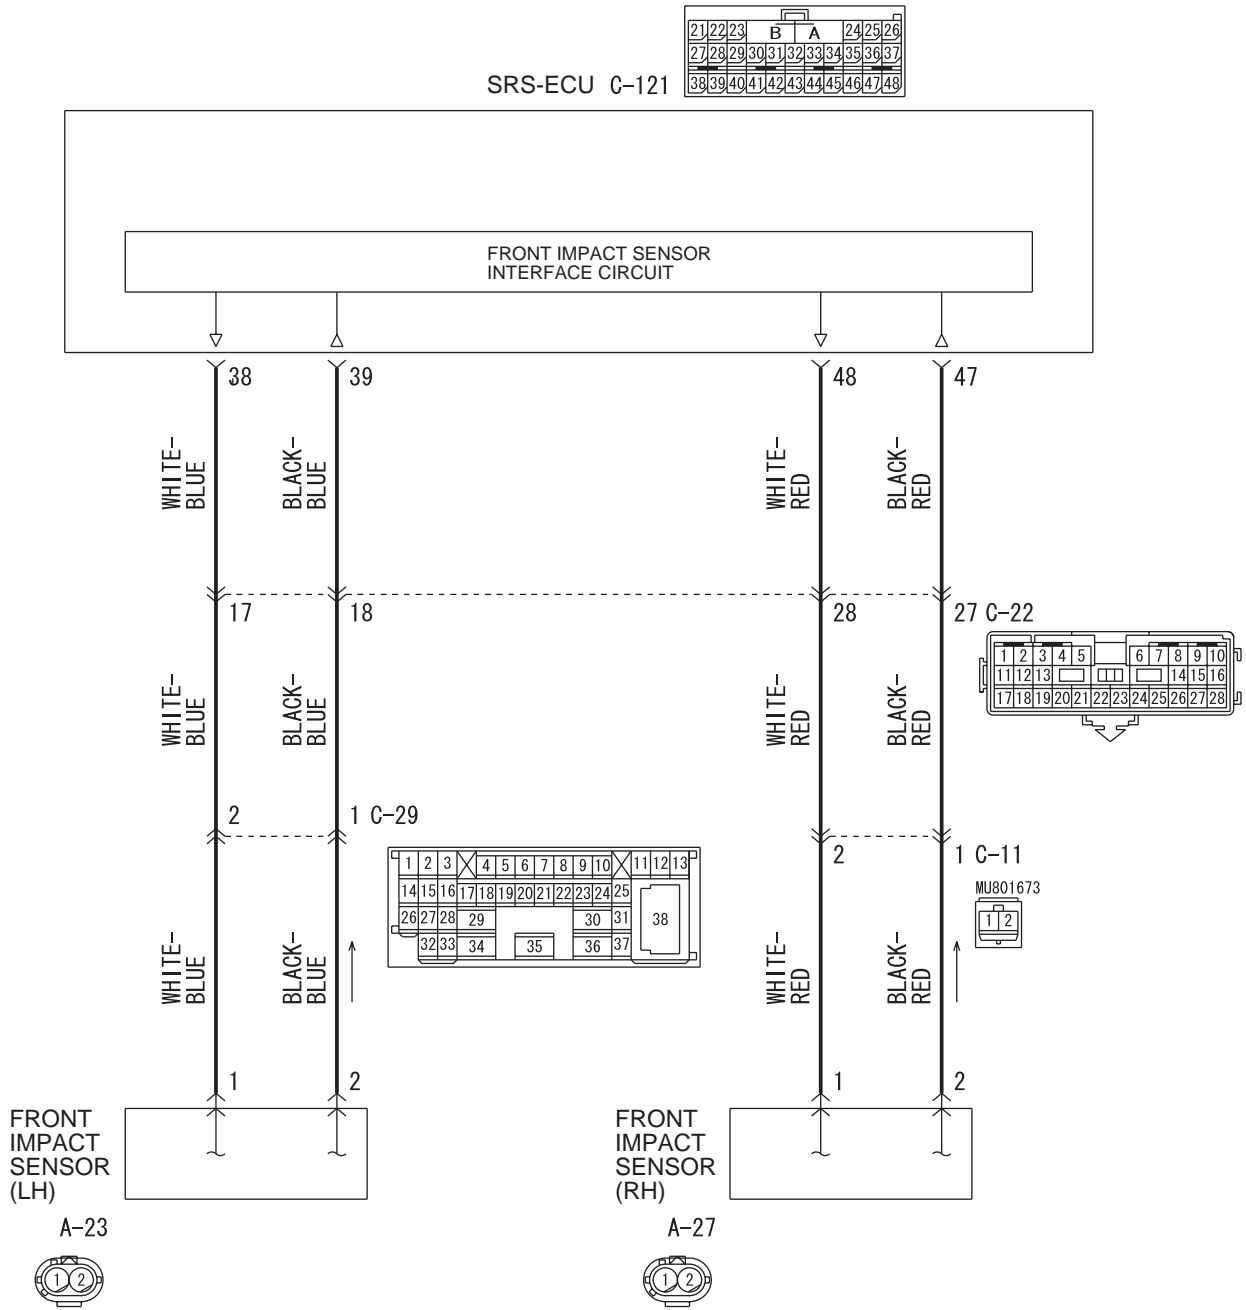 SRS-ECU C-121
21 22 23 B A 24 25 26
27 28 29 30 31 32 33 34 35 36 37
38 39 40 41 42 43 44 45 46 47 48
FRONT IMPACT SENSOR
INTERFACE CIRCUIT
38 39 48 47
WHITE-
BLUE
BLACK-
BLUE
WHITE-
RED
BLACK-
RED
17 18 28 27 C-22
1 2 3 4 5 6 7 8 9 10
11 12 13 14 15 16
17 18 19 20 21 22 23 24 25 26 27 28
WHITE-
BLUE
BLACK-
BLUE
WHITE-
RED
BLACK-
RED
2 1 C-29
2 1 C-11
1 2 3 4 5 6 7 8 9 10 11 12 13
14 15 16 17 18 19 20 21 22 23 24 25
26 27 28 29 30 31 38
32 33 34 35 36 37
MU801673
1 2
WHITE-
BLUE
BLACK-
BLUE
WHITE-
RED
BLACK-
RED
1 2 1 2
FRONT
IMPACT
SENSOR
(LH)
FRONT
IMPACT
SENSOR
(RH)
A-23
1 2
A-27
1 2